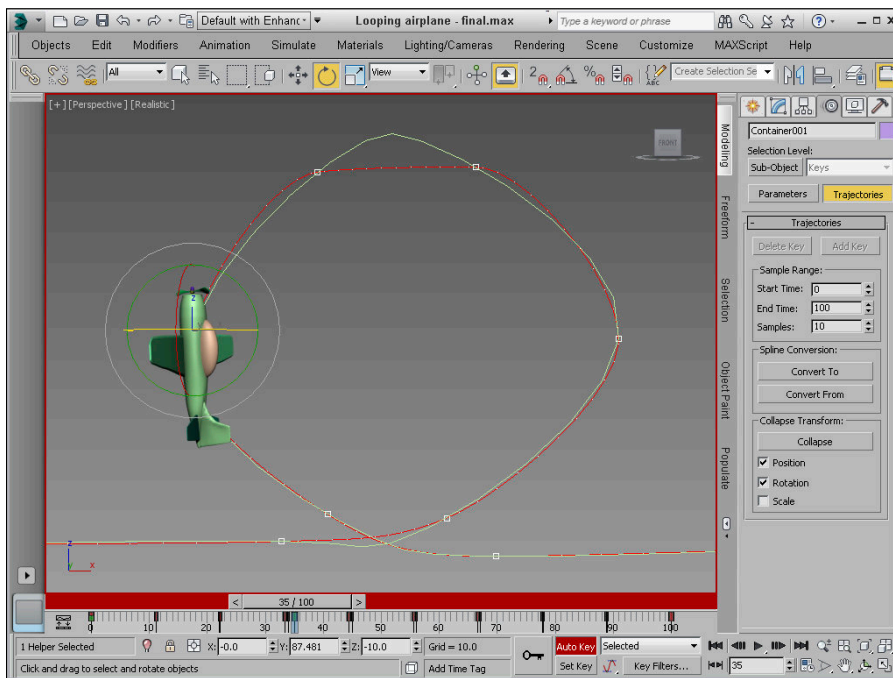 Default with Enhanc
Looping airplane - final.max
Type a keyword or phrase
Objects Edit Modifiers Animation Simulate Materials Lighting/Cameras Rendering Scene Customize MAXScript Help
All
View
2
ABC
Create Selection Se
[+] [Perspective] [Realistic]
FRONT
Modeling
Freeform
Selection
Object Paint
Populate
Container001
Selection Level:
Sub-Object Keys
Parameters Trajectories
- Trajectories
Delete Key Add Key
Sample Range:
Start Time: 0
End Time: 100
Samples: 10
Spline Conversion:
Convert To
Convert From
Collapse Transform:
Collapse
Position
Rotation
Scale
z
z
x
< 35 / 100 >
0 10 20 30 40 50 60 70 80 90 100
1 Helper Selected X: -0.0 Y: 87.481 Z: -10.0 Grid = 10.0 Auto Key Selected
Click and drag to select and rotate objects Add Time Tag Set Key Key Filters... 35